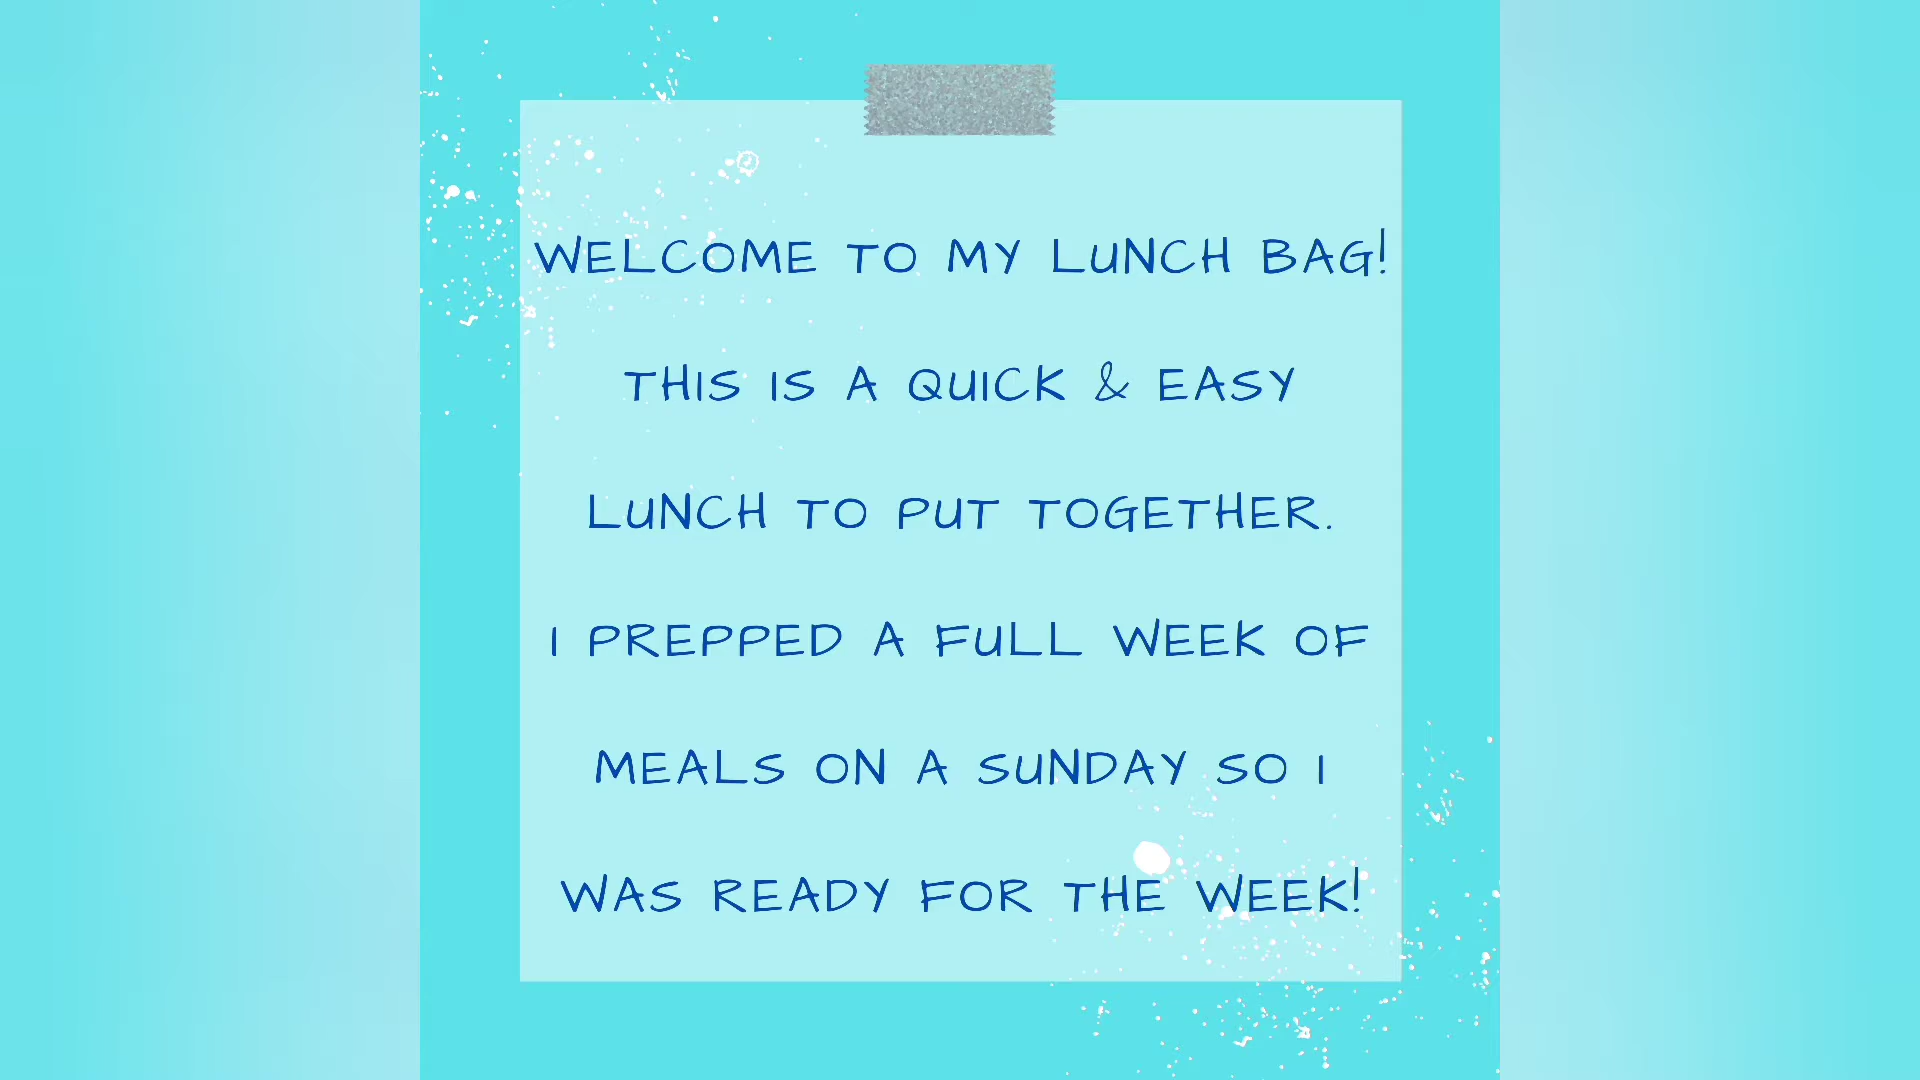 WELCOME TO MY LUNCH BAG!
THIS IS A QUICK & EASY
LUNCH TO PUT TOGETHER.
I PREPPED A FULL WEEK OF
MEALS ON A SUNDAY SO I
WAS READY FOR THE WEEK!